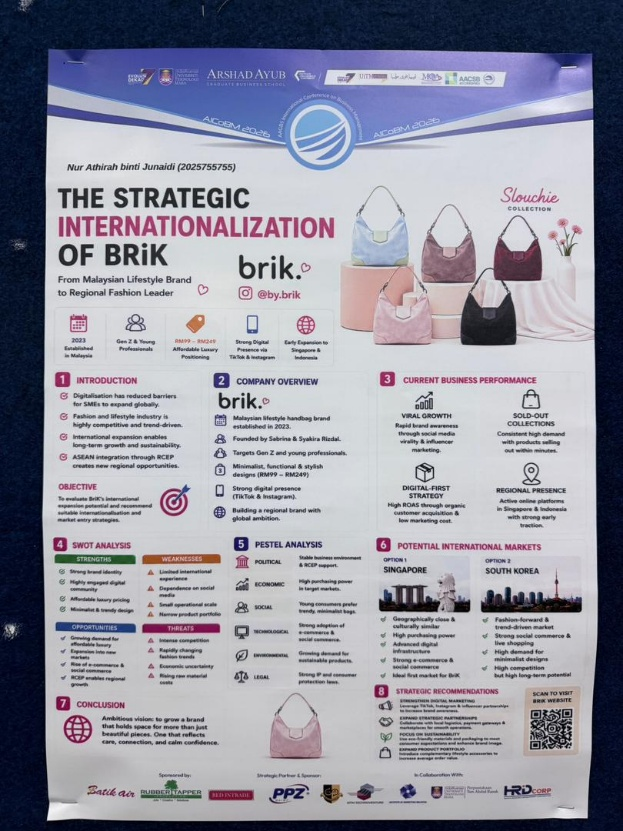 ARSHAD AYUB
GRADUATE BUSINESS SCHOOL
AACSB
AICoBM 2026
AICoBM 2026
Nur Athirah binti Junaidi (2025755755)
THE STRATEGIC
INTERNATIONALIZATION
OF BRiK
From Malaysian Lifestyle Brand
to Regional Fashion Leader
brik.
@by.brik
Slouchie
COLLECTION
2023
Established
in Malaysia
Gen Z & Young
Professionals
RM99 – RM249
Affordable Luxury
Positioning
Strong Digital
Presence via
TikTok & Instagram
Early Expansion to
Singapore &
Indonesia
1 INTRODUCTION
Digitalisation has reduced barriers
for SMEs to expand globally.
Fashion and lifestyle industry is
highly competitive and trend-driven.
International expansion enables
long-term growth and sustainability.
ASEAN integration through RCEP
creates new regional opportunities.
OBJECTIVE
To evaluate BriK's international
expansion potential and recommend
suitable internationalisation and
market entry strategies.
2 COMPANY OVERVIEW
brik.
Malaysian lifestyle handbag brand
established in 2023.
Founded by Sabrina & Syakira Rizdal.
Targets Gen Z and young professionals.
Minimalist, functional & stylish
designs (RM99 – RM249)
Strong digital presence
(TikTok & Instagram).
Building a regional brand with
global ambition.
3 CURRENT BUSINESS PERFORMANCE
VIRAL GROWTH
Rapid brand awareness
through social media
virality & influencer
marketing.
SOLD-OUT
COLLECTIONS
Consistent high demand
with products selling
out within minutes.
DIGITAL-FIRST
STRATEGY
High ROAS through organic
customer acquisition &
low marketing cost.
REGIONAL PRESENCE
Active online platforms
in Singapore & Indonesia
with strong early
traction.
4 SWOT ANALYSIS
STRENGTHS
Strong brand identity
Highly engaged digital
community
Affordable luxury pricing
Minimalist & trendy design
WEAKNESSES
Limited international
experience
Dependence on social
media
Small operational scale
Narrow product portfolio
OPPORTUNITIES
Growing demand for
affordable luxury
Expansion into new
markets
Rise of e-commerce &
social commerce
RCEP enables regional
growth
THREATS
Intense competition
Rapidly changing
fashion trends
Economic uncertainty
Rising raw material
costs
5 PESTEL ANALYSIS
POLITICAL
Stable business environment
& RCEP support.
ECONOMIC
High purchasing power
in target markets.
SOCIAL
Young consumers prefer
trendy, minimalist bags.
TECHNOLOGICAL
Strong adoption of
e-commerce &
social commerce.
ENVIRONMENTAL
Growing demand for
sustainable products.
LEGAL
Strong IP and consumer
protection laws.
6 POTENTIAL INTERNATIONAL MARKETS
OPTION 1
SINGAPORE
Geographically close &
culturally similar
High purchasing power
Advanced digital
infrastructure
Strong e-commerce &
social commerce
Ideal first market for BriK
OPTION 2
SOUTH KOREA
Fashion-forward &
trend-driven market
Strong social commerce &
live shopping
High demand for
minimalist designs
High competition
but high long-term potential
7 CONCLUSION
Ambitious vision: to grow a brand
that holds space for more than just
beautiful pieces. One that reflects
care, connection, and calm confidence.
8 STRATEGIC RECOMMENDATIONS
STRENGTHEN DIGITAL MARKETING
Leverage TikTok, Instagram & influencer partnerships
to increase brand awareness.
EXPAND STRATEGIC PARTNERSHIPS
Collaborate with local logistics, payment gateways &
marketplaces for smooth operations.
FOCUS ON SUSTAINABILITY
Use eco-friendly materials and packaging to meet
consumer expectations and enhance brand image.
EXPAND PRODUCT PORTFOLIO
Introduce complementary lifestyle accessories to
increase average order value.
SCAN TO VISIT
BRIK WEBSITE
Sponsored by:
Strategic Partner & Sponsor:
In Collaboration With:
Batik air
RUBBERTAPPER
PPZ
HRD CORP